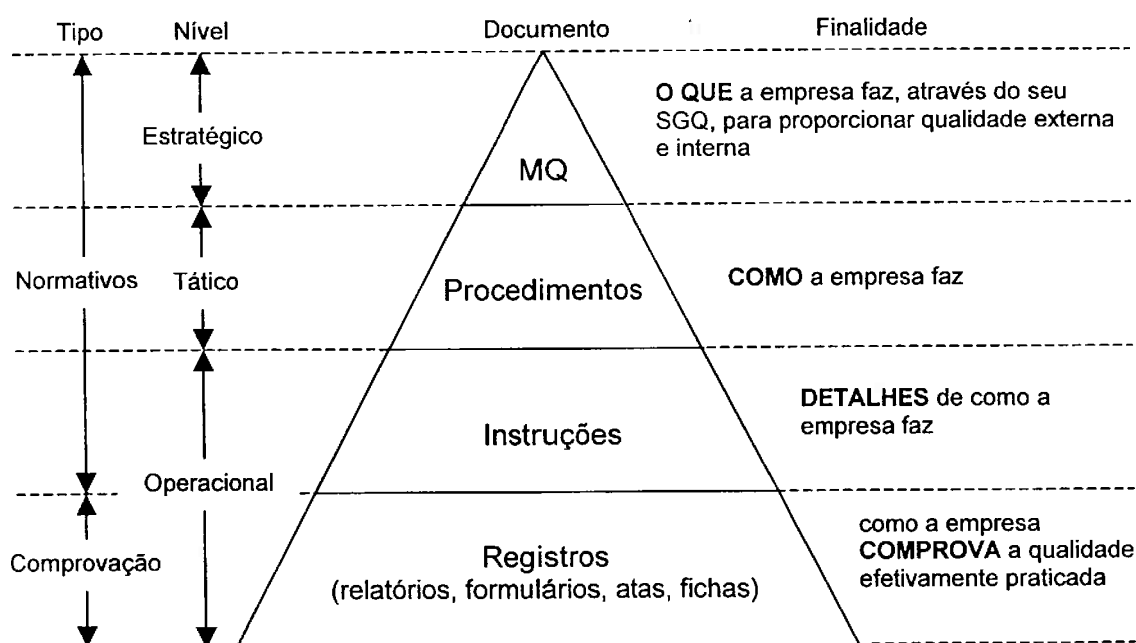 Tipo Nível Documento Finalidade
O QUE a empresa faz, através do seu
SGQ, para proporcionar qualidade externa
e interna
Estratégico
MQ
Normativos Tático Procedimentos COMO a empresa faz
DETALHES de como a
empresa faz
Instruções
Operacional
como a empresa
COMPROVA a qualidade
efetivamente praticada
Comprovação
Registros
(relatórios, formulários, atas, fichas)